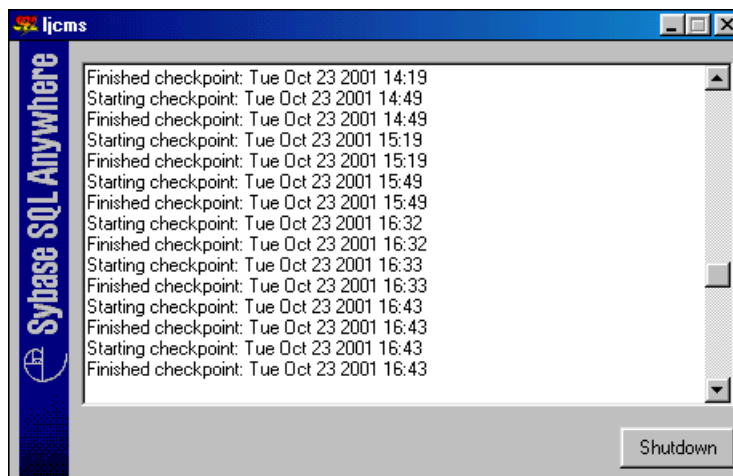 ljcms
Sybase SQL Anywhere
Finished checkpoint: Tue Oct 23 2001 14:19
Starting checkpoint: Tue Oct 23 2001 14:49
Finished checkpoint: Tue Oct 23 2001 14:49
Starting checkpoint: Tue Oct 23 2001 15:19
Finished checkpoint: Tue Oct 23 2001 15:19
Starting checkpoint: Tue Oct 23 2001 15:49
Finished checkpoint: Tue Oct 23 2001 15:49
Starting checkpoint: Tue Oct 23 2001 16:32
Finished checkpoint: Tue Oct 23 2001 16:32
Starting checkpoint: Tue Oct 23 2001 16:33
Finished checkpoint: Tue Oct 23 2001 16:33
Starting checkpoint: Tue Oct 23 2001 16:43
Finished checkpoint: Tue Oct 23 2001 16:43
Starting checkpoint: Tue Oct 23 2001 16:43
Finished checkpoint: Tue Oct 23 2001 16:43
Shutdown